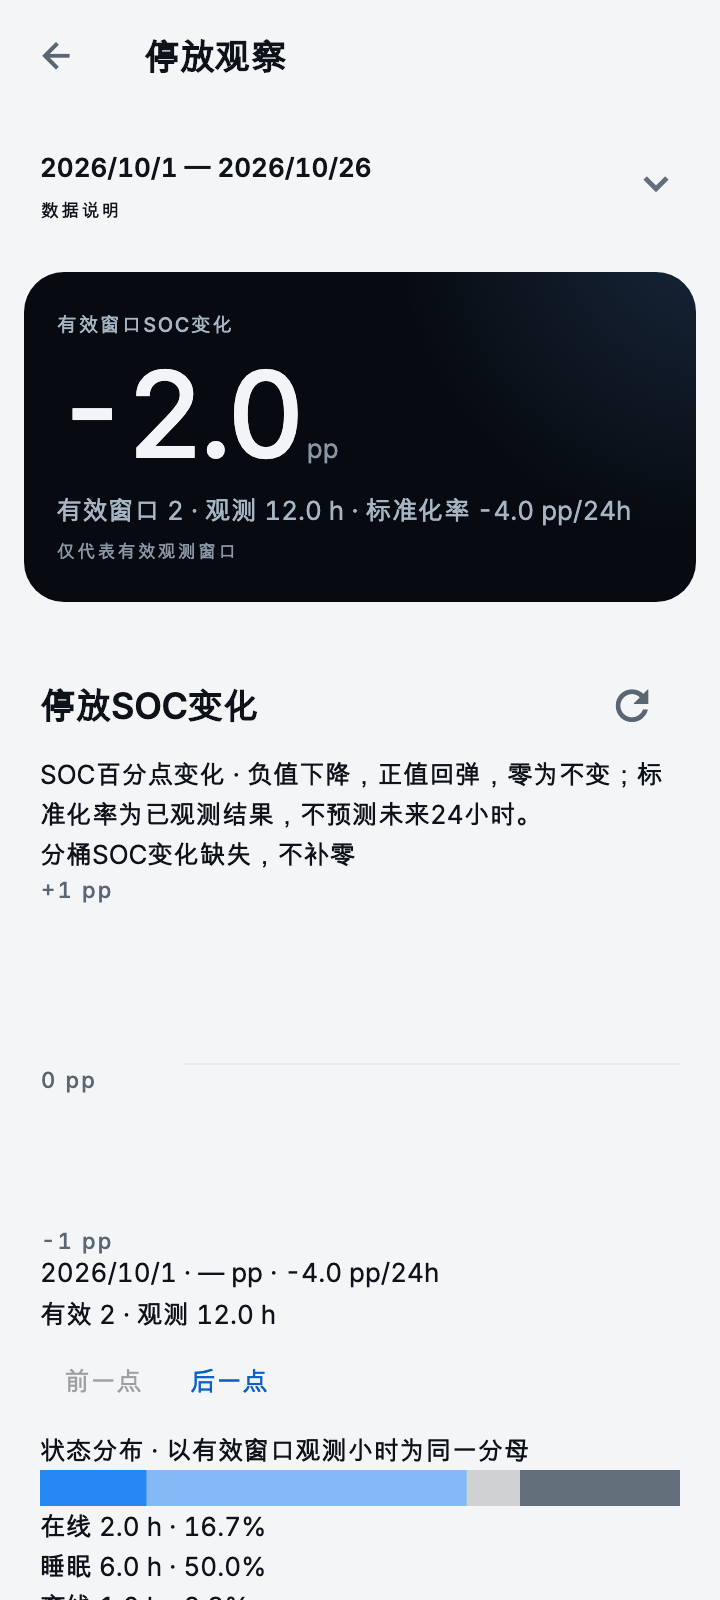 停放观察
2026/10/1 — 2026/10/26
数据说明
有效窗口SOC变化
-2.0 pp
有效窗口 2 · 观测 12.0 h · 标准化率 -4.0 pp/24h
仅代表有效观测窗口
停放SOC变化
SOC百分点变化 · 负值下降，正值回弹，零为不变；标
准化率为已观测结果，不预测未来24小时。
分桶SOC变化缺失，不补零
+1 pp
0 pp
-1 pp
2026/10/1 · — pp · -4.0 pp/24h
有效 2 · 观测 12.0 h
前一点 后一点
状态分布 · 以有效窗口观测小时为同一分母
在线 2.0 h · 16.7%
睡眠 6.0 h · 50.0%